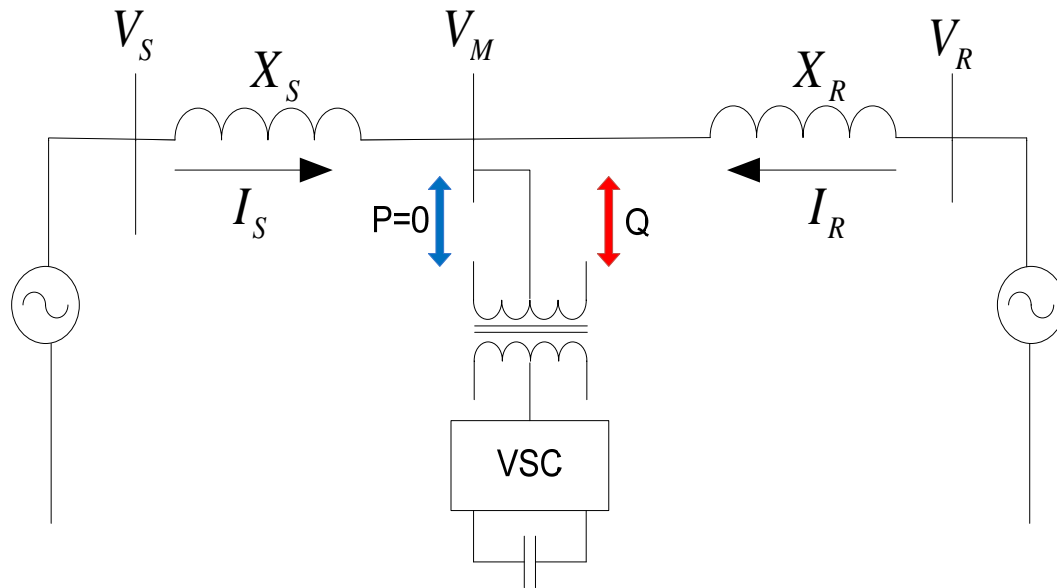 V_S
V_M
V_R
X_S
X_R
I_S
P=0
Q
I_R
VSC